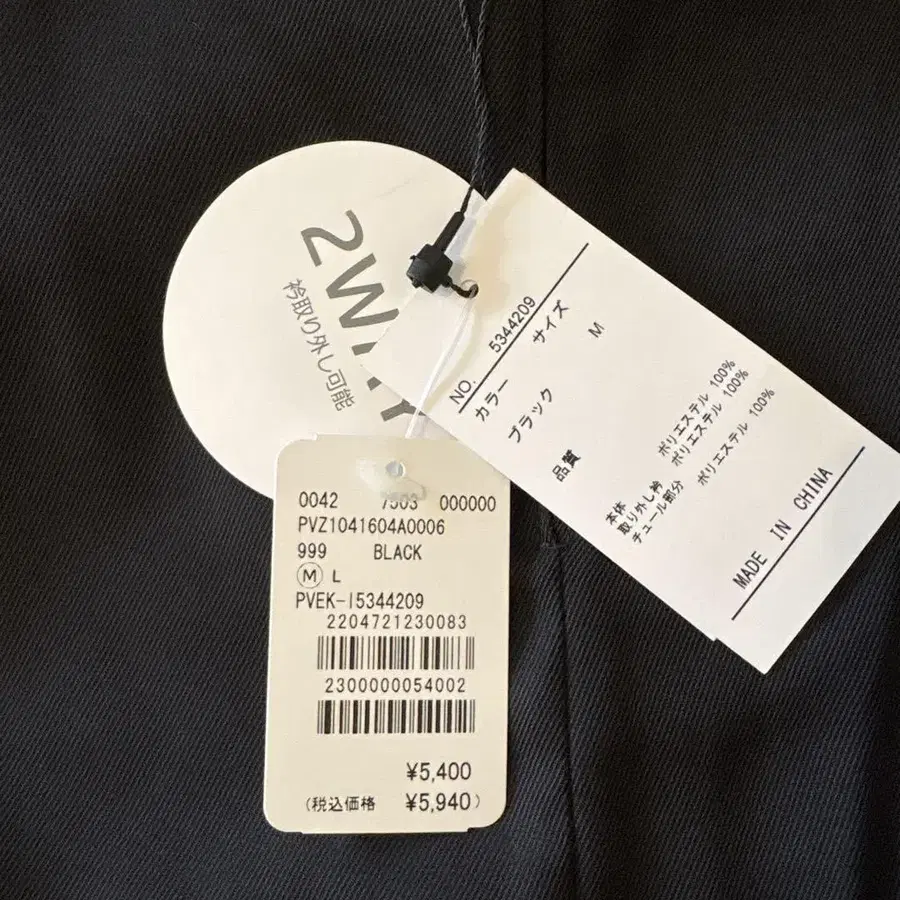 2WAY
衿取り外し可能
NO. 5344209
カラー サイズ
ブラック M
品質
本体 ポリエステル 100%
取り外し衿 ポリエステル 100%
チュール部分 ポリエステル 100%
MADE IN CHINA
0042 7503 000000
PVZ1041604A0006
999 BLACK
Ⓜ L
PVEK-I5344209
2204721230083
2300000054002
¥5,400
(税込価格 ¥5,940)